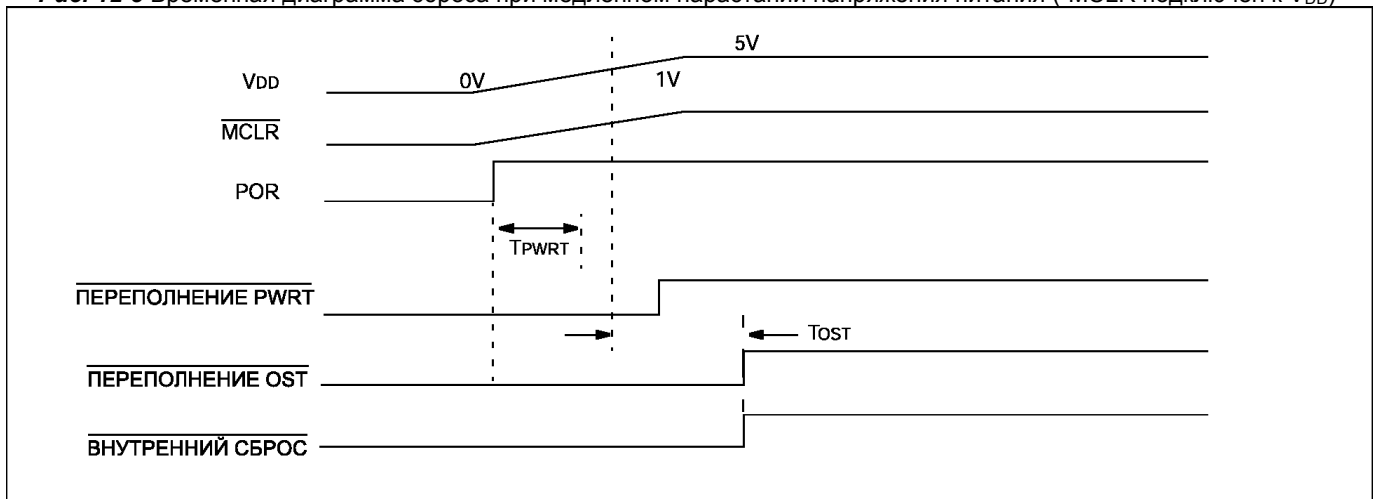 5V
VDD
0V
1V
MCLR
POR
TPWRT
ПЕРЕПОЛНЕНИЕ PWRT
TOST
ПЕРЕПОЛНЕНИЕ OST
ВНУТРЕННИЙ СБРОС